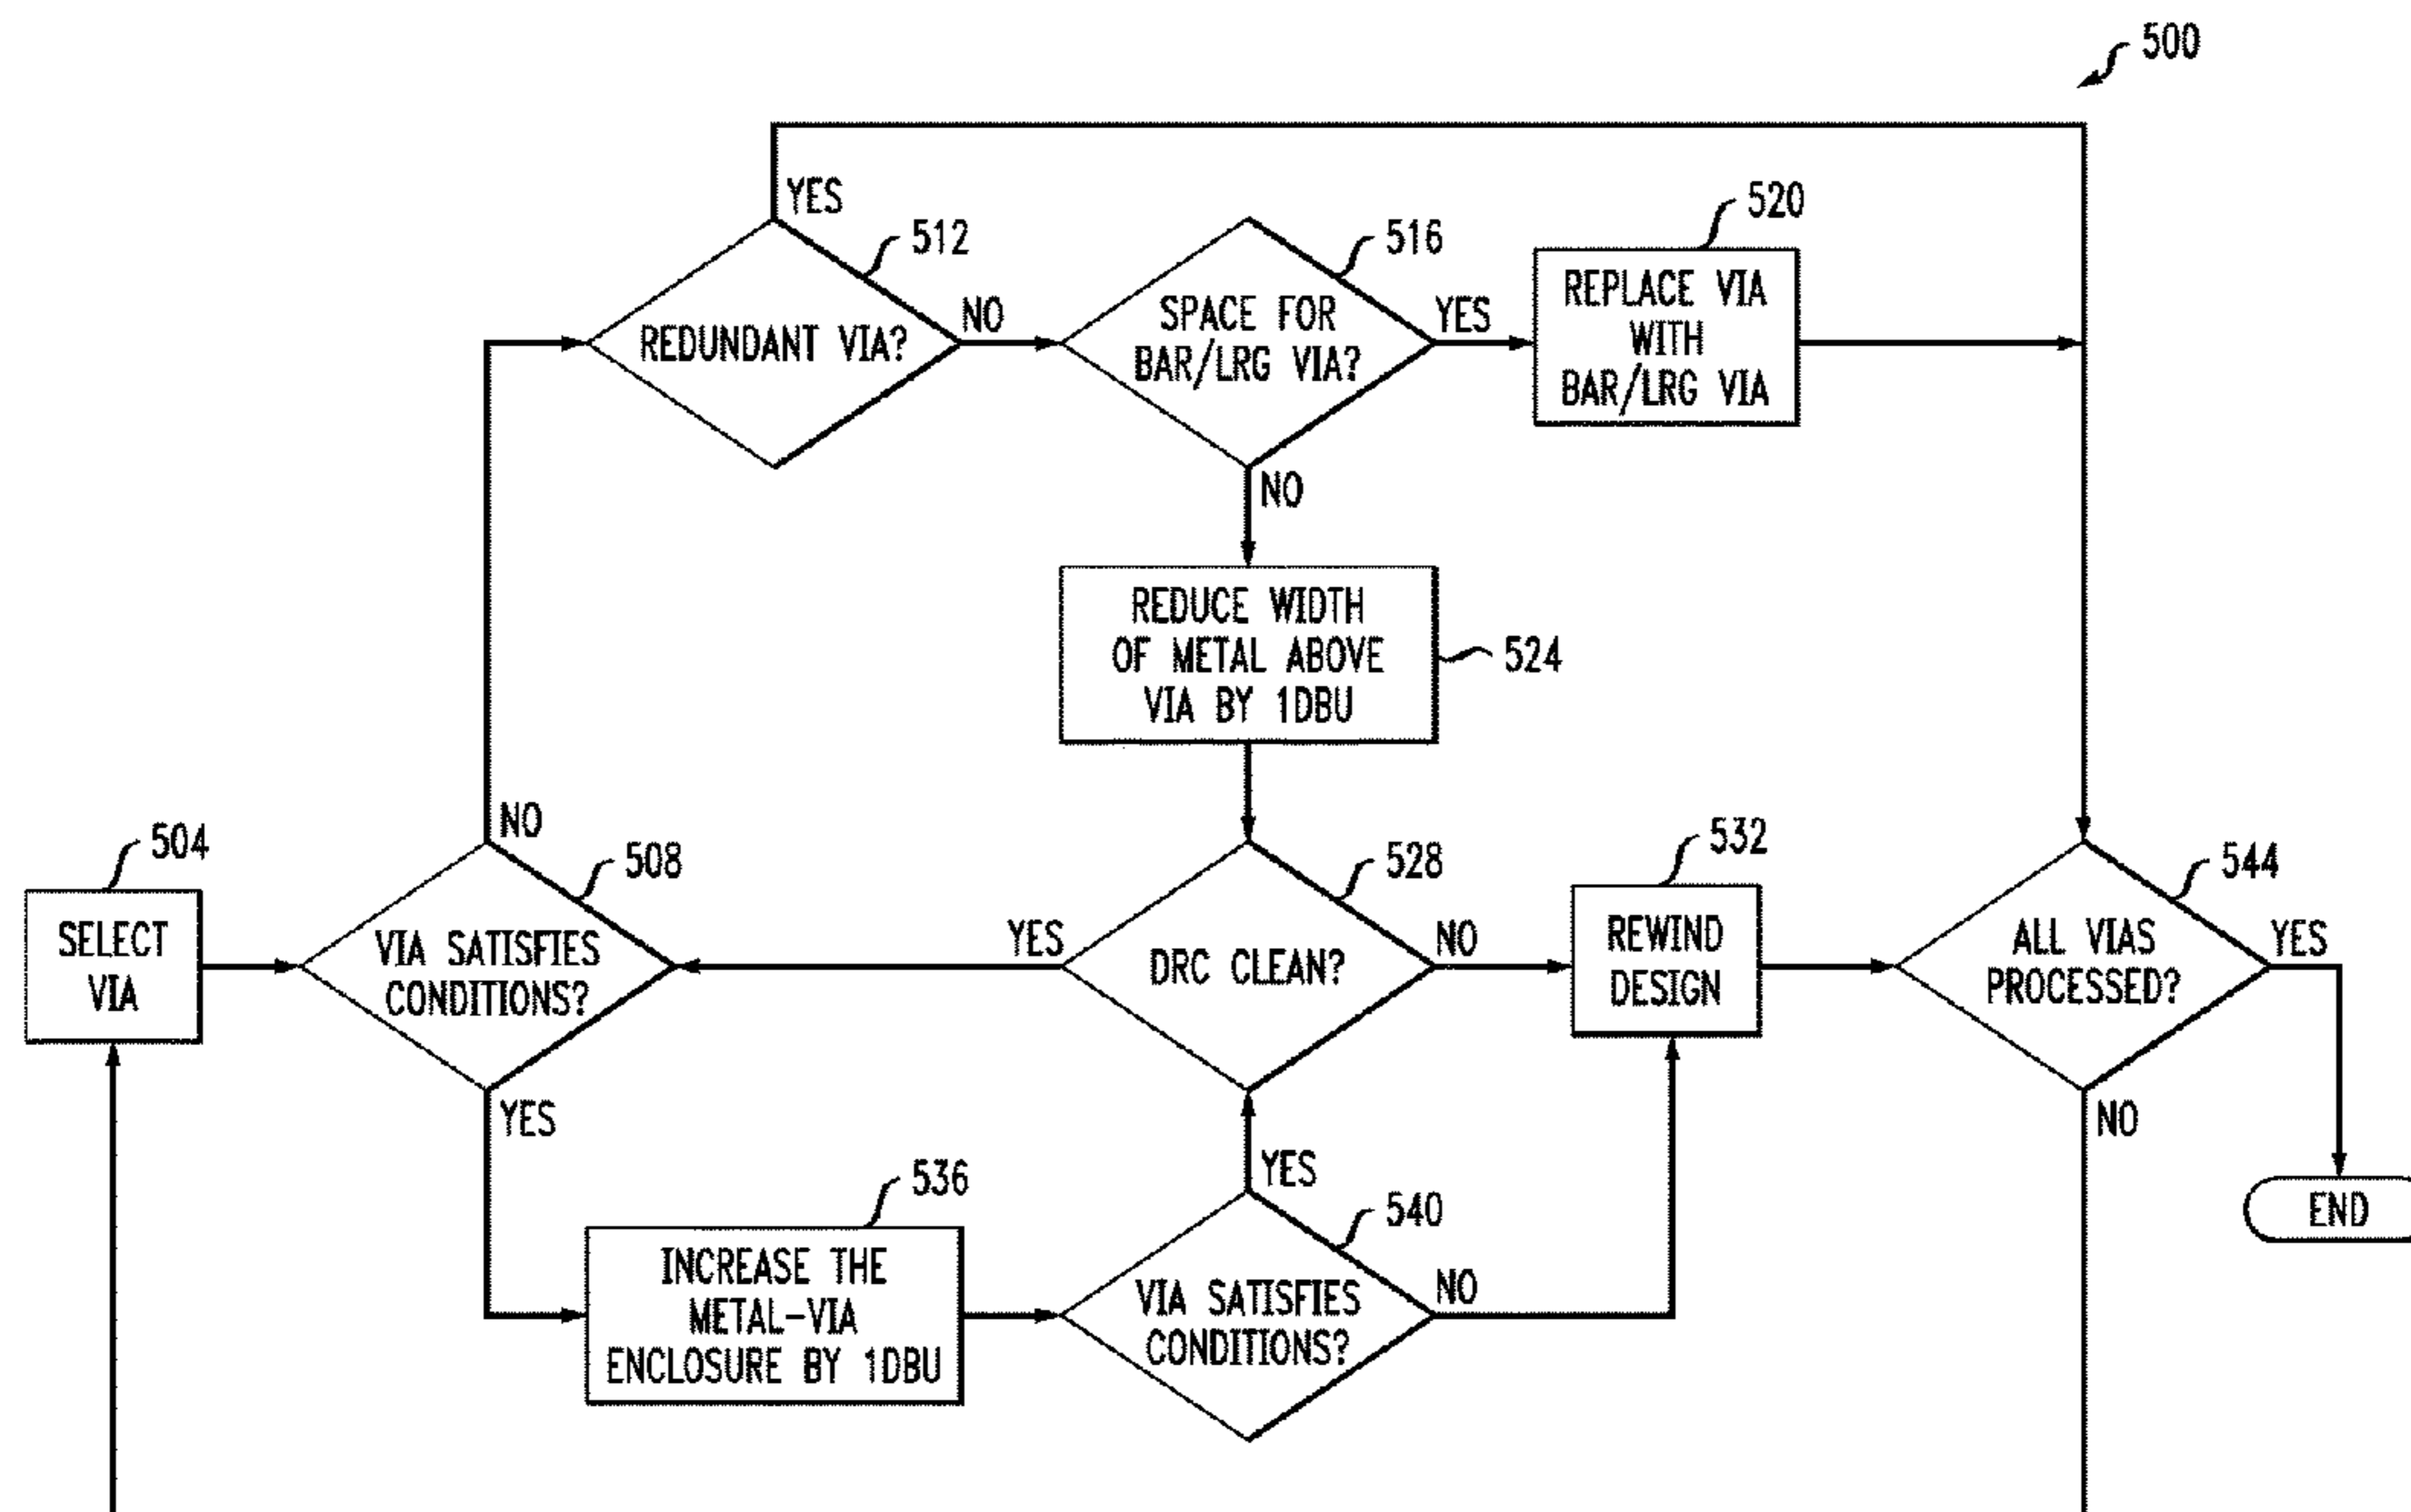 500
YES
512
516
520
REDUNDANT VIA?
NO
SPACE FOR
BAR/LRG VIA?
YES
REPLACE VIA
WITH
BAR/LRG VIA
NO
REDUCE WIDTH
OF METAL ABOVE
VIA BY 1DBU
524
504
NO
508
528
532
544
SELECT
VIA
VIA SATISFIES
CONDITIONS?
YES
DRC CLEAN?
NO
REWIND
DESIGN
ALL VIAS
PROCESSED?
YES
YES
NO
536
YES
540
END
INCREASE THE
METAL-VIA
ENCLOSURE BY 1DBU
VIA SATISFIES
CONDITIONS?
NO